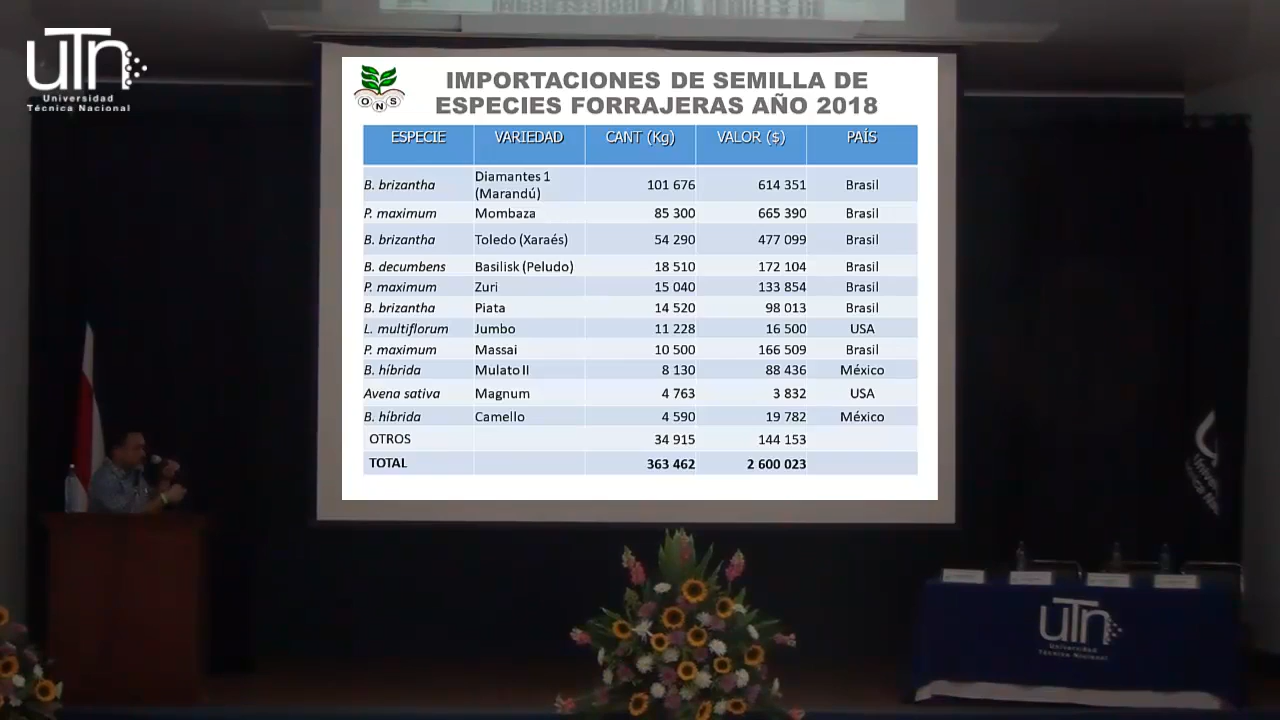 uTn
Universidad
Técnica Nacional
ONS
IMPORTACIONES DE SEMILLA DE
ESPECIES FORRAJERAS AÑO 2018
ESPECIE VARIEDAD CANT (Kg) VALOR ($) PAÍS
B. brizantha Diamantes 1 (Marandú) 101 676 614 351 Brasil
P. maximum Mombaza 85 300 665 390 Brasil
B. brizantha Toledo (Xaraés) 54 290 477 099 Brasil
B. decumbens Basilisk (Peludo) 18 510 172 104 Brasil
P. maximum Zuri 15 040 133 854 Brasil
B. brizantha Piata 14 520 98 013 Brasil
L. multiflorum Jumbo 11 228 16 500 USA
P. maximum Massai 10 500 166 509 Brasil
B. híbrida Mulato II 8 130 88 436 México
Avena sativa Magnum 4 763 3 832 USA
B. híbrida Camello 4 590 19 782 México
OTROS 34 915 144 153
TOTAL 363 462 2 600 023
uTn
Universidad
Técnica Nacional